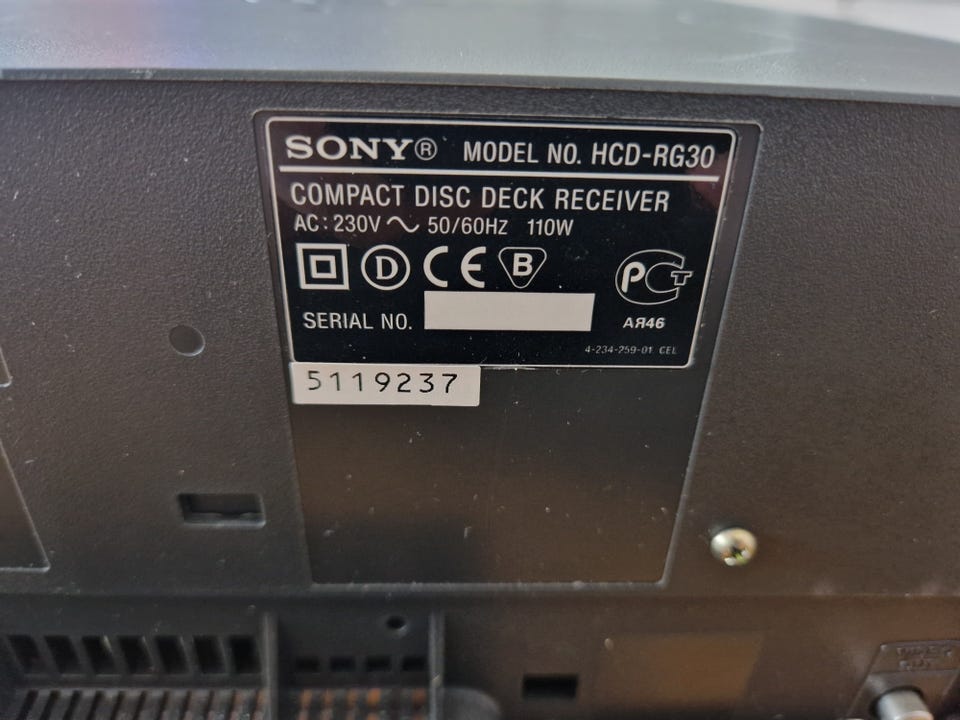 SONY® MODEL NO. HCD-RG30
COMPACT DISC DECK RECEIVER
AC: 230V ~ 50/60Hz 110W
D CE B PCT
SERIAL NO.
АЯ46
4-234-259-01 CEL
5119237